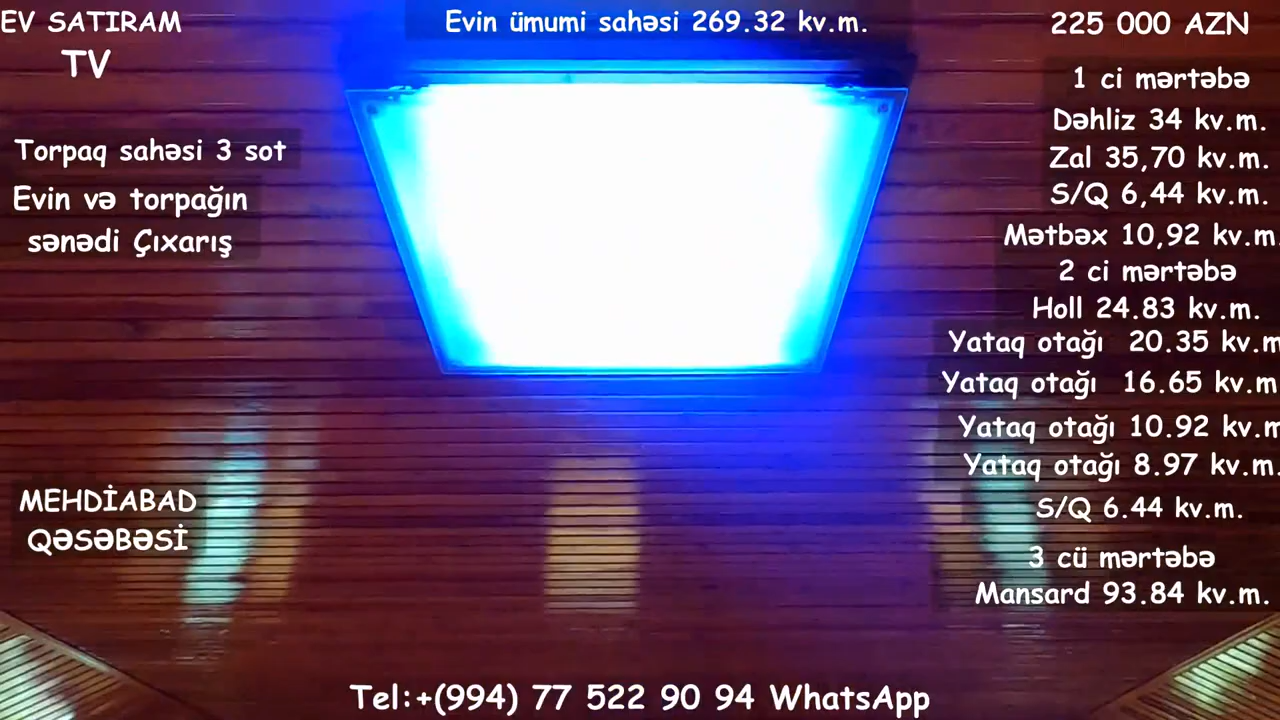 EV SATIRAM
TV
Evin ümumi sahəsi 269.32 kv.m.
225 000 AZN
Torpaq sahəsi 3 sot
Evin və torpağın
sənədi Çıxarış
1 ci mərtəbə
Dəhliz 34 kv.m.
Zal 35,70 kv.m.
S/Q 6,44 kv.m.
Mətbəx 10,92 kv.m.
2 ci mərtəbə
Holl 24.83 kv.m.
Yataq otağı 20.35 kv.m
Yataq otağı 16.65 kv.m
Yataq otağı 10.92 kv.m
Yataq otağı 8.97 kv.m.
S/Q 6.44 kv.m.
3 cü mərtəbə
Mansard 93.84 kv.m.
MEHDİABAD
QƏSƏBƏSİ
Tel:+(994) 77 522 90 94 WhatsApp